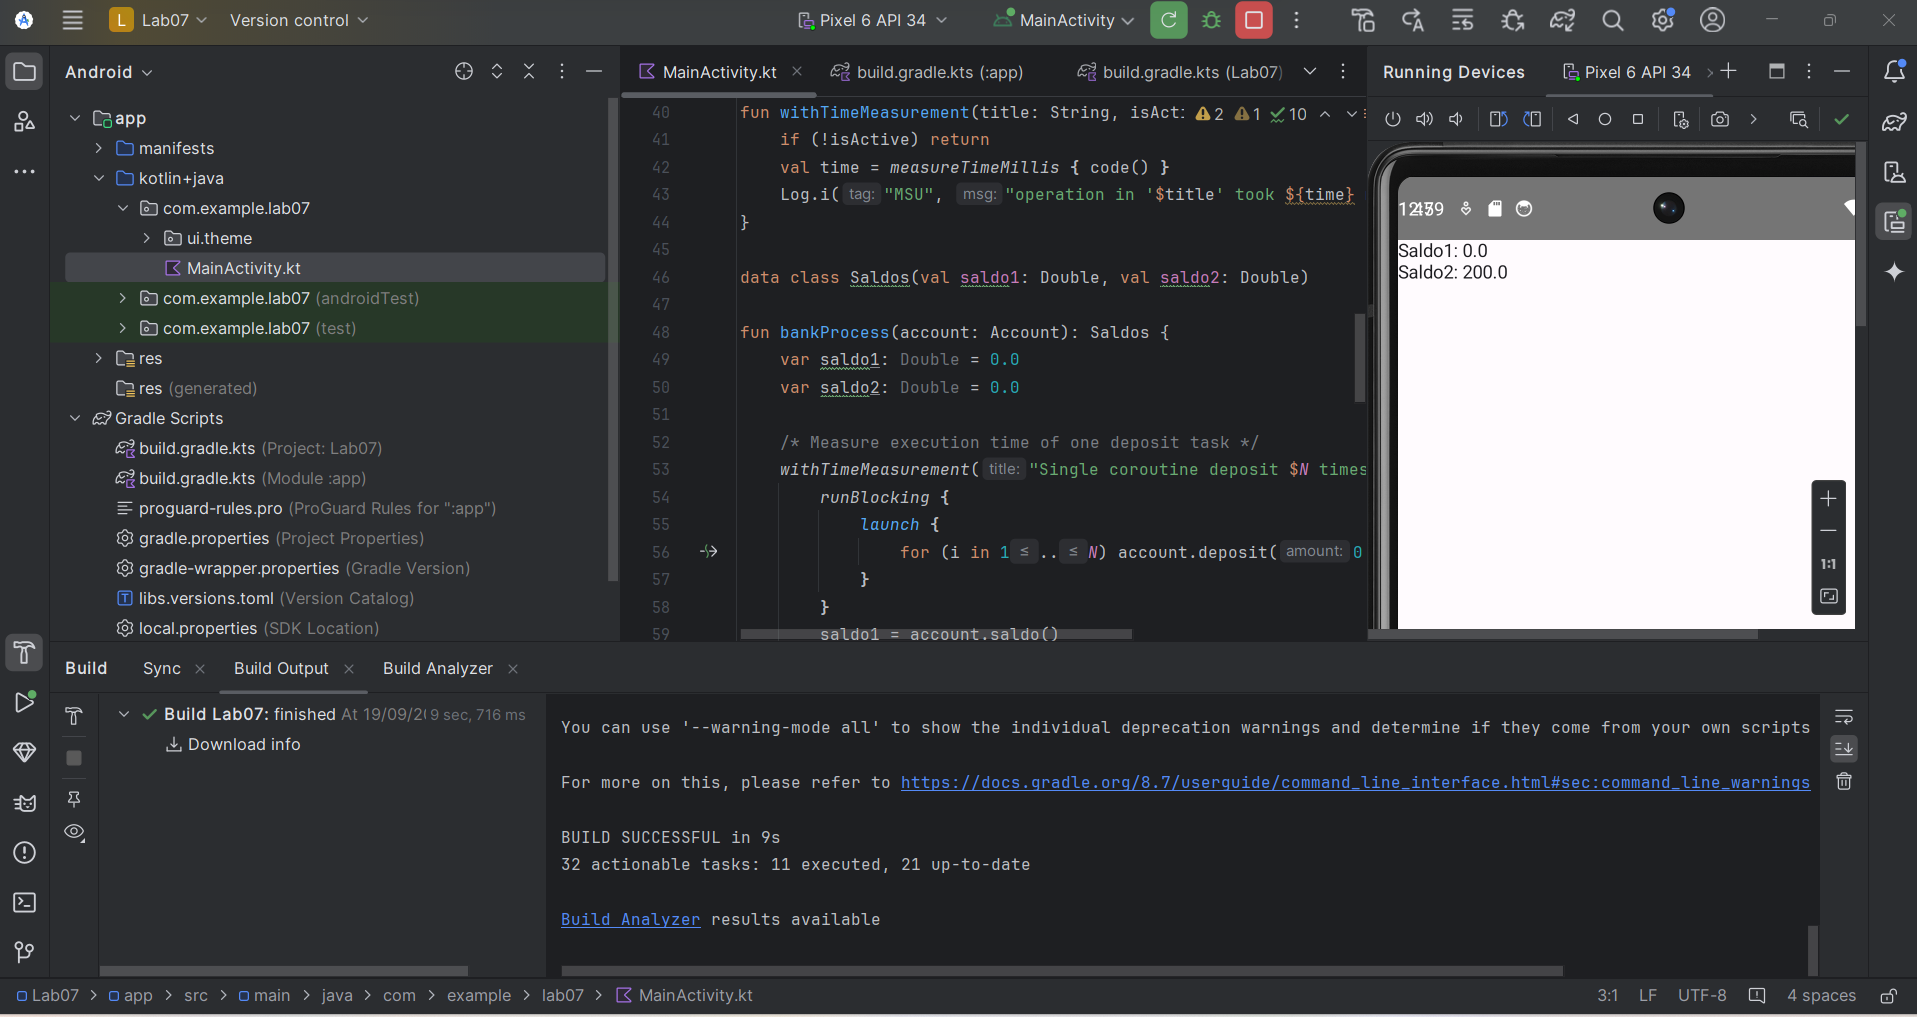 L Lab07 Version control Pixel 6 API 34 MainActivity
Android
app
manifests
kotlin+java
com.example.lab07
ui.theme
MainActivity.kt
com.example.lab07 (androidTest)
com.example.lab07 (test)
res
res (generated)
Gradle Scripts
build.gradle.kts (Project: Lab07)
build.gradle.kts (Module :app)
proguard-rules.pro (ProGuard Rules for ":app")
gradle.properties (Project Properties)
gradle-wrapper.properties (Gradle Version)
libs.versions.toml (Version Catalog)
local.properties (SDK Location)
MainActivity.kt build.gradle.kts (:app) build.gradle.kts (Lab07)
2 1 10
40 fun withTimeMeasurement(title: String, isAct
41 if (!isActive) return
42 val time = measureTimeMillis { code() }
43 Log.i( tag: "MSU", msg: "operation in '$title' took ${time}
44 }
45
46 data class Saldos(val saldo1: Double, val saldo2: Double)
47
48 fun bankProcess(account: Account): Saldos {
49 var saldo1: Double = 0.0
50 var saldo2: Double = 0.0
51
52 /* Measure execution time of one deposit task */
53 withTimeMeasurement( title: "Single coroutine deposit $N times
54 runBlocking {
55 launch {
56 for (i in 1 ≤ .. ≤ N) account.deposit( amount: 0
57 }
58 }
59 saldo1 = account.saldo()
Running Devices Pixel 6 API 34
Saldo1: 0.0
Saldo2: 200.0
1:1
Build Sync Build Output Build Analyzer
Build Lab07: finished At 19/09/2 9 sec, 716 ms
Download info
You can use '--warning-mode all' to show the individual deprecation warnings and determine if they come from your own scripts
For more on this, please refer to https://docs.gradle.org/8.7/userguide/command_line_interface.html#sec:command_line_warnings
BUILD SUCCESSFUL in 9s
32 actionable tasks: 11 executed, 21 up-to-date
Build Analyzer results available
Lab07 > app > src > main > java > com > example > lab07 > MainActivity.kt
3:1 LF UTF-8 4 spaces